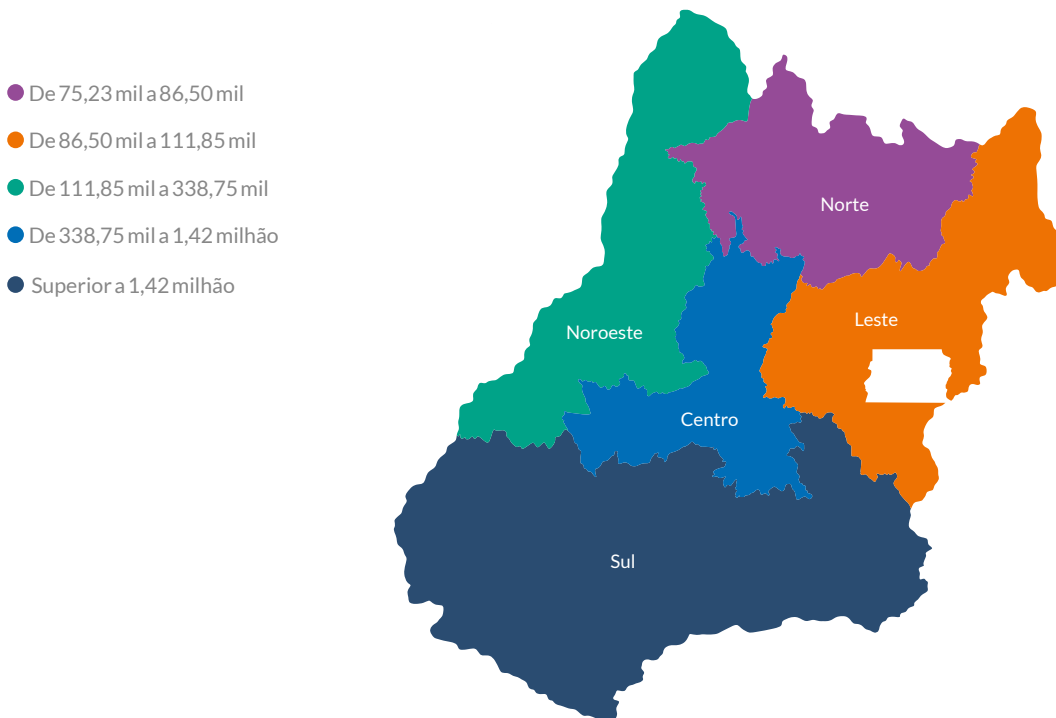 De 75,23 mil a 86,50 mil
De 86,50 mil a 111,85 mil
De 111,85 mil a 338,75 mil
De 338,75 mil a 1,42 milhão
Superior a 1,42 milhão
Norte
Leste
Noroeste
Centro
Sul